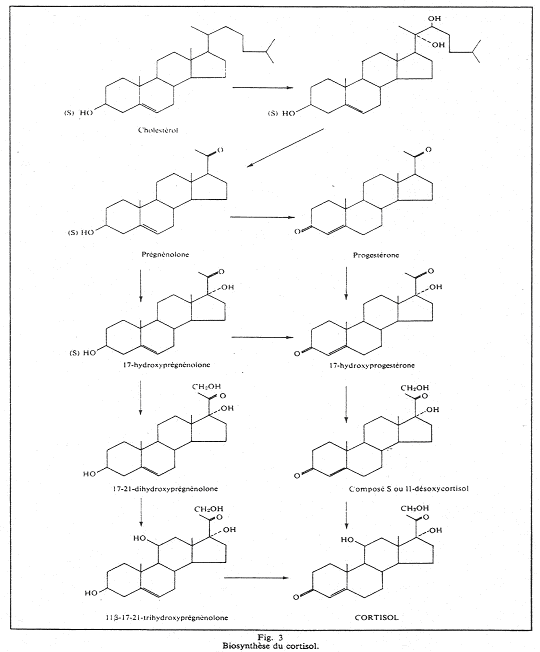 OH
OH
(S) HO
(S) HO
Cholestérol
O
O
(S) HO
O
Prégnénolone
Progestérone
O
OH
O
OH
(S) HO
O
17-hydroxyprégnénolone
17-hydroxyprogestérone
CH₂OH
O
OH
CH₂OH
O
OH
HO
O
17-21-dihydroxyprégnénolone
Composé S ou 11-désoxycortisol
CH₂OH
O
OH
HO
CH₂OH
O
OH
HO
HO
O
11β-17-21-trihydroxyprégnénolone
CORTISOL
Fig. 3
Biosynthèse du cortisol.